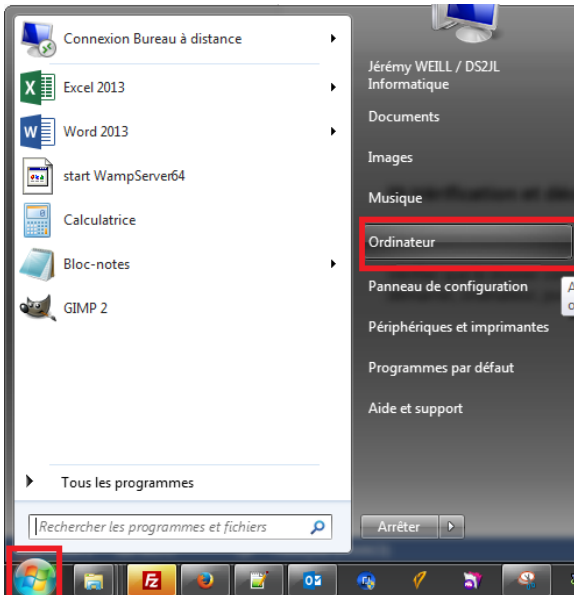 Connexion Bureau à distance
Excel 2013
Word 2013
start WampServer64
Calculatrice
Bloc-notes
GIMP 2
Tous les programmes
Rechercher les programmes et fichiers
Jérémy WEILL / DS2JL
Informatique
Documents
Images
Musique
Ordinateur
Panneau de configuration
Périphériques et imprimantes
Programmes par défaut
Aide et support
Arrêter